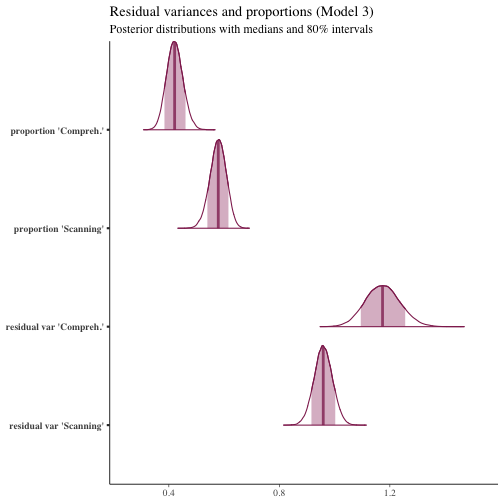 Residual variances and proportions (Model 3)
Posterior distributions with medians and 80% intervals
proportion 'Compreh.'
proportion 'Scanning'
residual var 'Compreh.'
residual var 'Scanning'
0.4 0.8 1.2